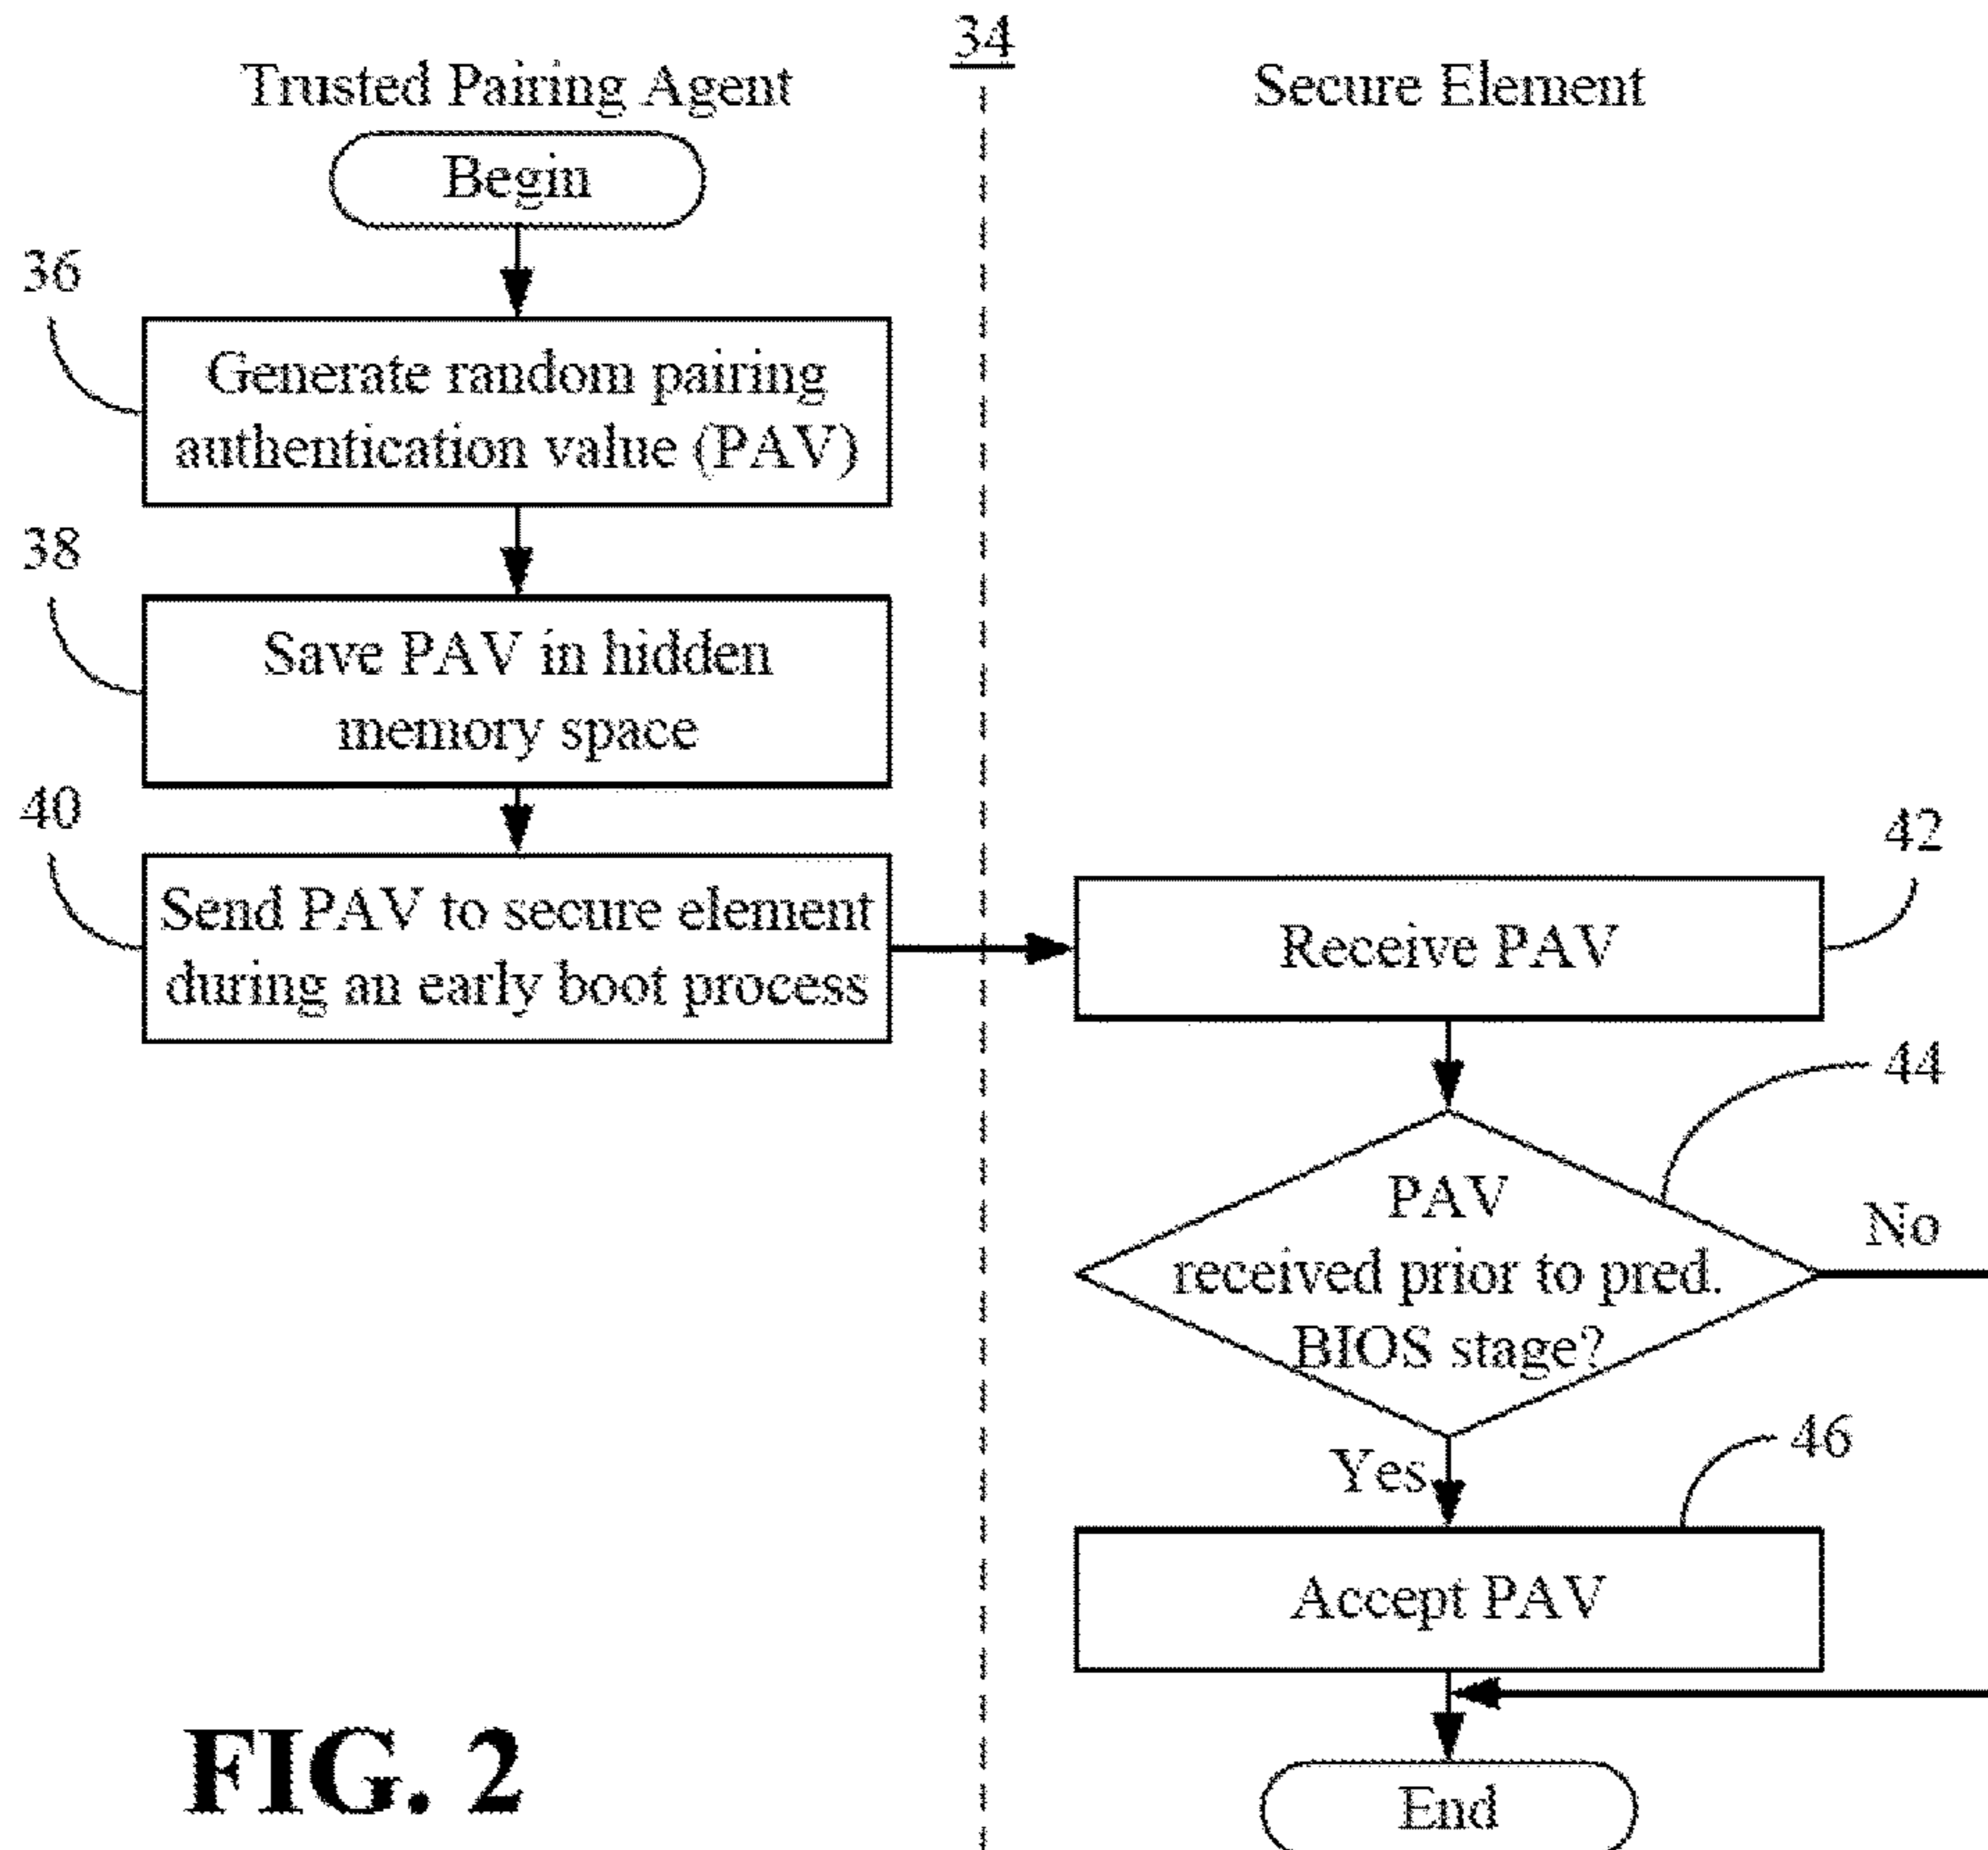 34
Trusted Pairing Agent
Secure Element
Begin
36
Generate random pairing
authentication value (PAV)
38
Save PAV in hidden
memory space
40
Send PAV to secure element
during an early boot process
42
Receive PAV
44
PAV
received prior to pred.
BIOS stage?
No
Yes
46
Accept PAV
End
FIG. 2